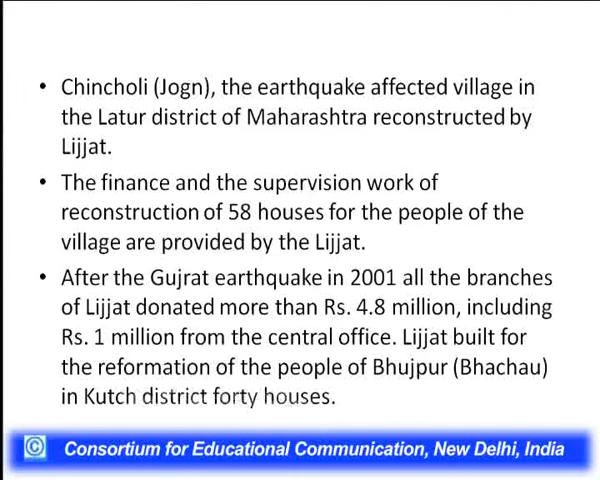 • Chincholi (Jogn), the earthquake affected village in
the Latur district of Maharashtra reconstructed by
Lijjat.
• The finance and the supervision work of
reconstruction of 58 houses for the people of the
village are provided by the Lijjat.
• After the Gujrat earthquake in 2001 all the branches
of Lijjat donated more than Rs. 4.8 million, including
Rs. 1 million from the central office. Lijjat built for
the reformation of the people of Bhujpur (Bhachau)
in Kutch district forty houses.
© Consortium for Educational Communication, New Delhi, India